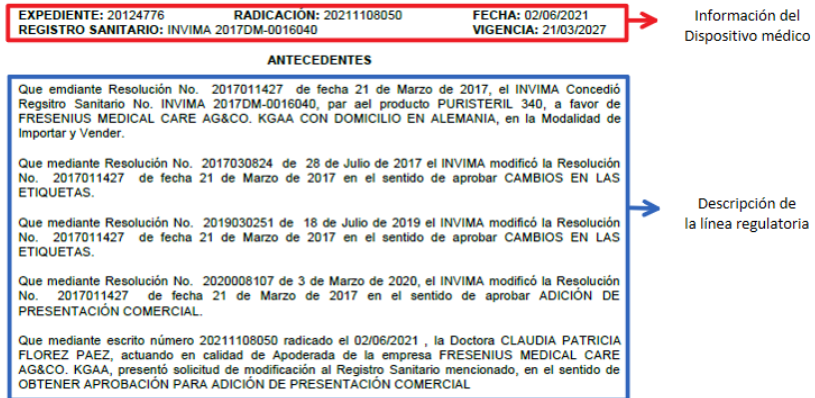 EXPEDIENTE: 20124776 RADICACIÓN: 20211108050 FECHA: 02/06/2021
REGISTRO SANITARIO: INVIMA 2017DM-0016040 VIGENCIA: 21/03/2027
Información del
Dispositivo médico
ANTECEDENTES
Que emdiante Resolución No. 2017011427 de fecha 21 de Marzo de 2017, el INVIMA Concedió
Regsitro Sanitario No. INVIMA 2017DM-0016040, par ael producto PURISTERIL 340, a favor de
FRESENIUS MEDICAL CARE AG&CO. KGAA CON DOMICILIO EN ALEMANIA, en la Modalidad de
Importar y Vender.
Que mediante Resolución No. 2017030824 de 28 de Julio de 2017 el INVIMA modificó la Resolución
No. 2017011427 de fecha 21 de Marzo de 2017 en el sentido de aprobar CAMBIOS EN LAS
ETIQUETAS.
Que mediante Resolución No. 2019030251 de 18 de Julio de 2019 el INVIMA modificó la Resolución
No. 2017011427 de fecha 21 de Marzo de 2017 en el sentido de aprobar CAMBIOS EN LAS
ETIQUETAS.
Que mediante Resolución No. 2020008107 de 3 de Marzo de 2020, el INVIMA modificó la Resolución
No. 2017011427 de fecha 21 de Marzo de 2017 en el sentido de aprobar ADICIÓN DE
PRESENTACIÓN COMERCIAL.
Que mediante escrito número 20211108050 radicado el 02/06/2021 , la Doctora CLAUDIA PATRICIA
FLOREZ PAEZ, actuando en calidad de Apoderada de la empresa FRESENIUS MEDICAL CARE
AG&CO. KGAA, presentó solicitud de modificación al Registro Sanitario mencionado, en el sentido de
OBTENER APROBACIÓN PARA ADICIÓN DE PRESENTACIÓN COMERCIAL
Descripción de
la línea regulatoria